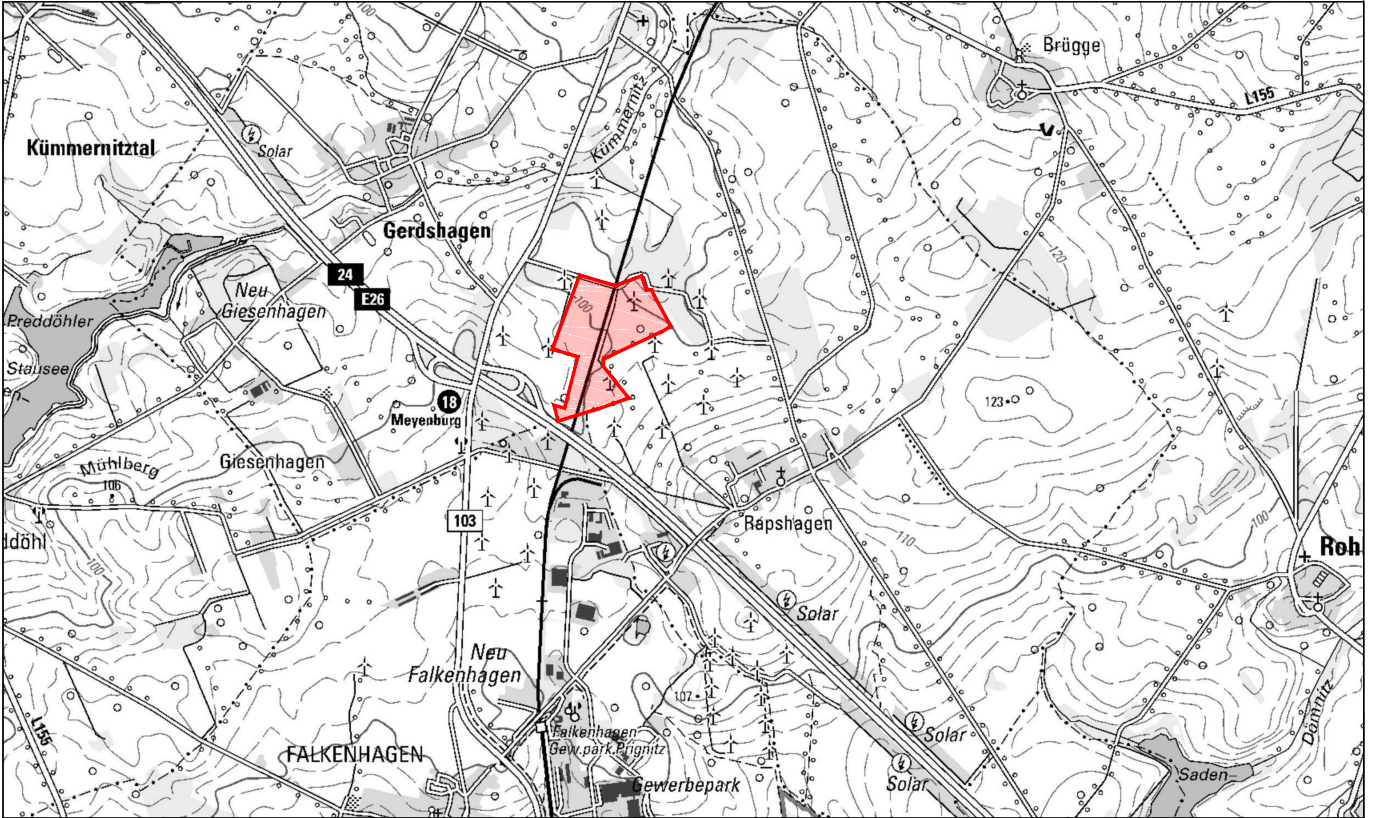 100
Brügge
L155
Kümmernitz
Solar
Kümmernitztal
Gerdshagen
120
24
E26
Neu
Giesenhagen
100
Preddöhler
Stausee
123
18
Meyenburg
Mühlberg
106
Giesenhagen
103
Rapshagen
110
100
döhl
100
Rohl
Solar
Neu
Falkenhagen
107
Dömnitz
L155
Falkenhagen
Gew.park Prignitz
Solar
FALKENHAGEN
Gewerbepark
Solar
Saden-